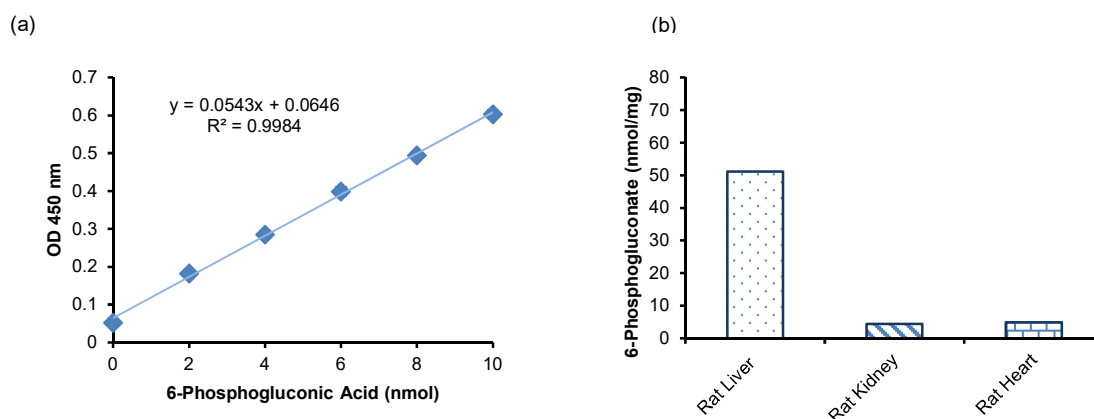 (a)
0.7
0.6
0.5
0.4
0.3
0.2
0.1
0
OD 450 nm
y = 0.0543x + 0.0646
R² = 0.9984
0 2 4 6 8 10
6-Phosphogluconic Acid (nmol)
(b)
80
70
60
50
40
30
20
10
0
6-Phosphogluconate (nmol/mg)
Rat Liver
Rat Kidney
Rat Heart